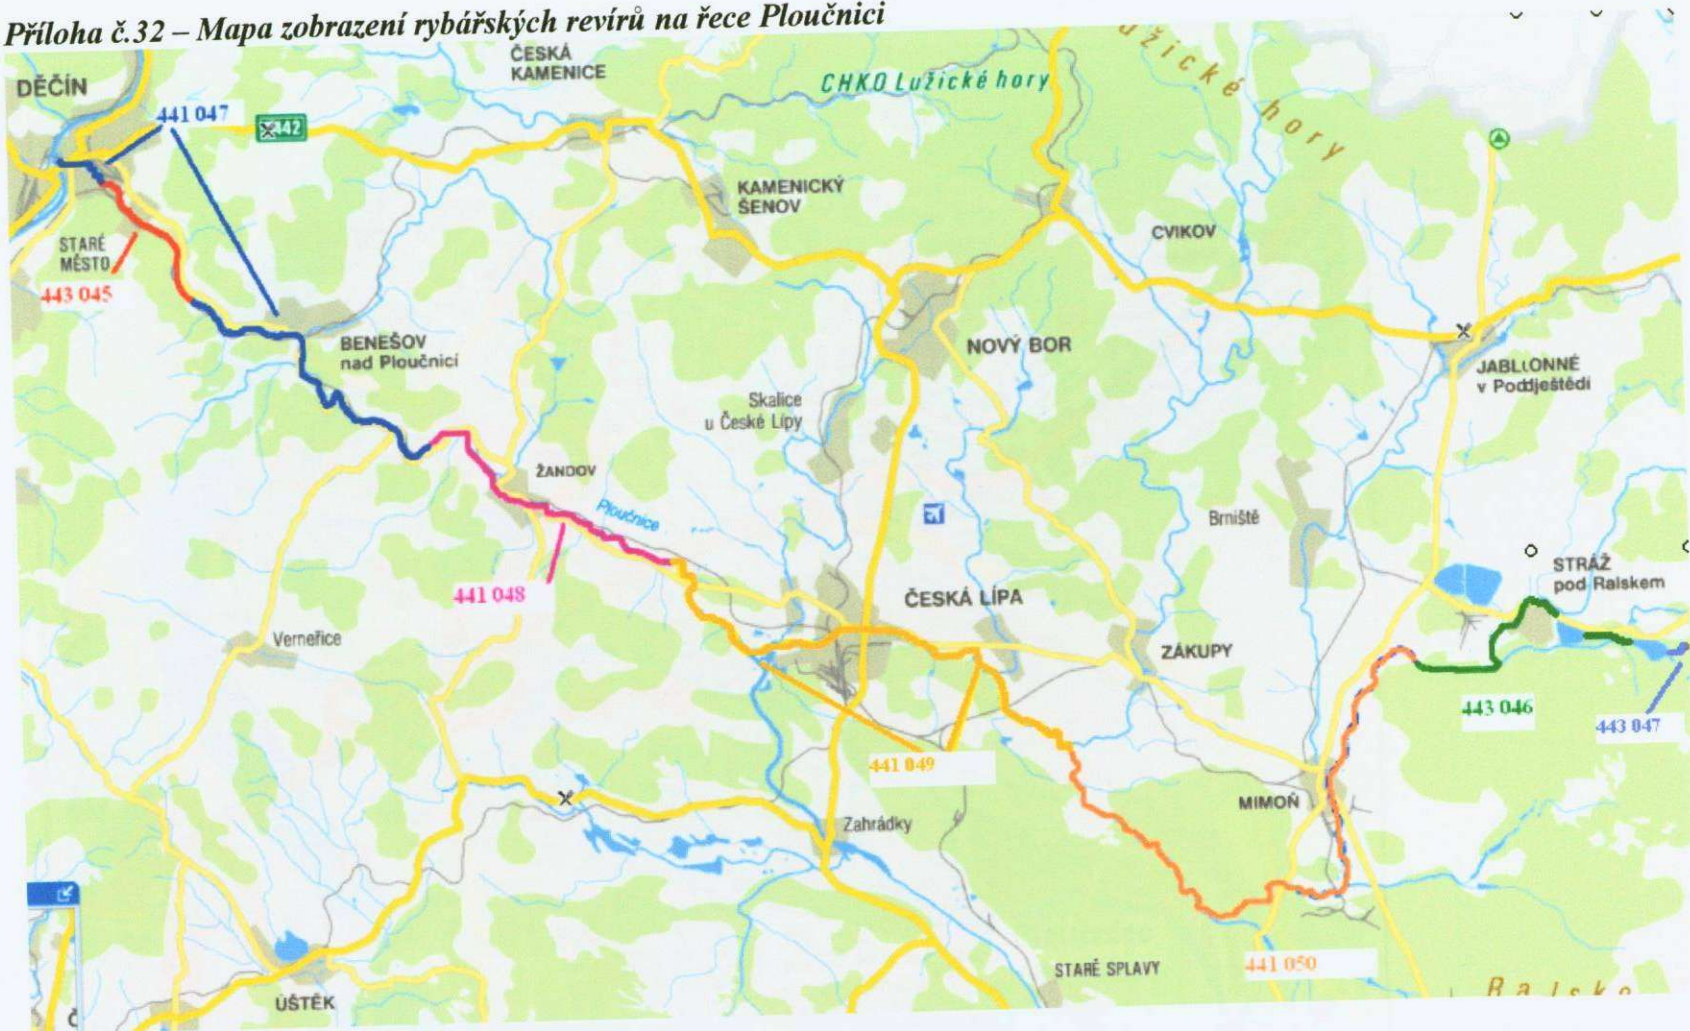 Příloha č.32 – Mapa zobrazení rybářských revírů na řece Ploučnici
DĚČÍN
ČESKÁ
KAMENICE
CHKO Lužické hory
užické hory
441 047
KAMENICKÝ
ŠENOV
CVIKOV
STARÉ
MĚSTO
443 045
BENEŠOV
nad Ploučnicí
NOVÝ BOR
JABLONNÉ
v Podještědí
Skalice
u České Lípy
ŽANDOV
Ploučnice
Brniště
STRÁŽ
pod Ralskem
441 048
ČESKÁ LÍPA
Verneřice
ZÁKUPY
443 046
443 047
441 049
MIMOŇ
Zahrádky
STARÉ SPLAVY
441 050
ÚŠTĚK
Ralsko